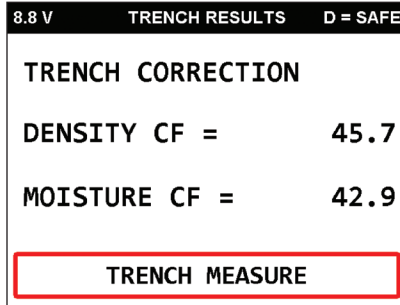 8.8 V TRENCH RESULTS D = SAFE
TRENCH CORRECTION
DENSITY CF = 45.7
MOISTURE CF = 42.9
TRENCH MEASURE